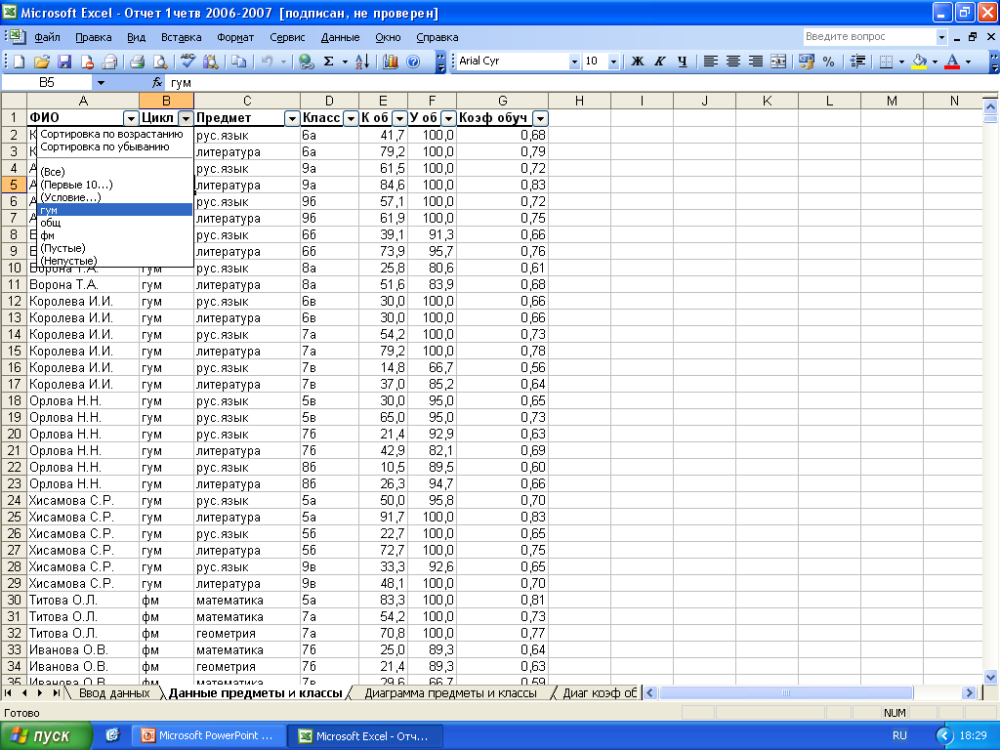 Microsoft Excel - Отчет 1четв 2006-2007 [подписан, не проверен]
Файл Правка Вид Вставка Формат Сервис Данные Окно Справка Введите вопрос
Arial Cyr 10 Ж К Ч
B5 fx гум
A B C D E F G H I J K L M N
1 ФИО Цикл Предмет Класс К об У об Коэф обуч
Сортировка по возрастанию
Сортировка по убыванию
(Все)
(Первые 10...)
(Условие...)
гум
общ
фм
(Пустые)
(Непустые)
2 К рус.язык 6а 41,7 100,0 0,68
3 К литература 6а 79,2 100,0 0,79
4 А рус.язык 9а 61,5 100,0 0,72
5 А литература 9а 84,6 100,0 0,83
6 А рус.язык 9б 57,1 100,0 0,72
7 А литература 9б 61,9 100,0 0,75
8 В рус.язык 6б 39,1 91,3 0,66
9 В литература 6б 73,9 95,7 0,76
10 Ворона Т.А. гум рус.язык 8а 25,8 80,6 0,61
11 Ворона Т.А. гум литература 8а 51,6 83,9 0,68
12 Королева И.И. гум рус.язык 6в 30,0 100,0 0,66
13 Королева И.И. гум литература 6в 30,0 100,0 0,66
14 Королева И.И. гум рус.язык 7а 54,2 100,0 0,73
15 Королева И.И. гум литература 7а 79,2 100,0 0,78
16 Королева И.И. гум рус.язык 7в 14,8 66,7 0,56
17 Королева И.И. гум литература 7в 37,0 85,2 0,64
18 Орлова Н.Н. гум рус.язык 5в 30,0 95,0 0,65
19 Орлова Н.Н. гум рус.язык 5в 65,0 95,0 0,73
20 Орлова Н.Н. гум рус.язык 7б 21,4 92,9 0,63
21 Орлова Н.Н. гум литература 7б 42,9 82,1 0,69
22 Орлова Н.Н. гум рус.язык 8б 10,5 89,5 0,60
23 Орлова Н.Н. гум литература 8б 26,3 94,7 0,66
24 Хисамова С.Р. гум рус.язык 5а 50,0 95,8 0,70
25 Хисамова С.Р. гум литература 5а 91,7 100,0 0,83
26 Хисамова С.Р. гум рус.язык 5б 22,7 100,0 0,65
27 Хисамова С.Р. гум литература 5б 72,7 100,0 0,75
28 Хисамова С.Р. гум рус.язык 9в 33,3 92,6 0,65
29 Хисамова С.Р. гум литература 9в 48,1 100,0 0,70
30 Титова О.Л. фм математика 5а 83,3 100,0 0,81
31 Титова О.Л. фм математика 7а 54,2 100,0 0,73
32 Титова О.Л. фм геометрия 7а 70,8 100,0 0,77
33 Иванова О.В. фм математика 7б 25,0 89,3 0,64
34 Иванова О.В. фм геометрия 7б 21,4 89,3 0,63
35 Иванова О.В. фм математика 7в 29,6 66,7 0,59
Ввод данных Данные предметы и классы Диаграмма предметы и классы Диаг коэф об
Готово NUM
пуск Microsoft PowerPoint ... Microsoft Excel - Отч... RU 18:29